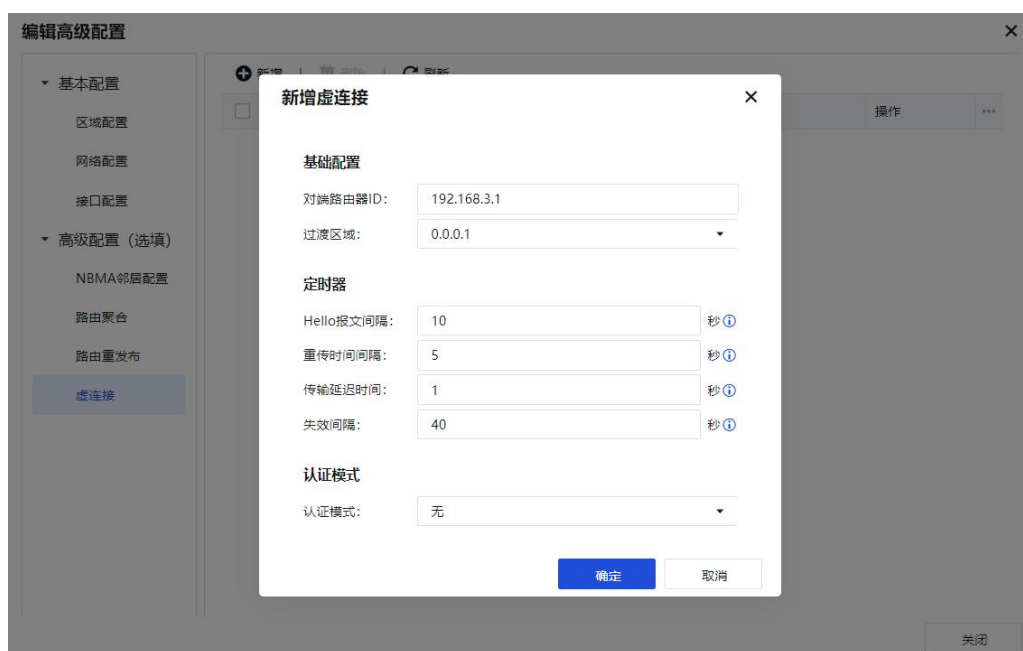 编辑高级配置
基本配置
区域配置
网络配置
接口配置
高级配置（选填）
NBMA邻居配置
路由聚合
路由重发布
虚连接
新增 | 删除 | 刷新
操作
新增虚连接
基础配置
对端路由器ID: 192.168.3.1
过渡区域: 0.0.0.1
定时器
Hello报文间隔: 10 秒
重传时间间隔: 5 秒
传输延迟时间: 1 秒
失效间隔: 40 秒
认证模式
认证模式: 无
确定 取消
关闭